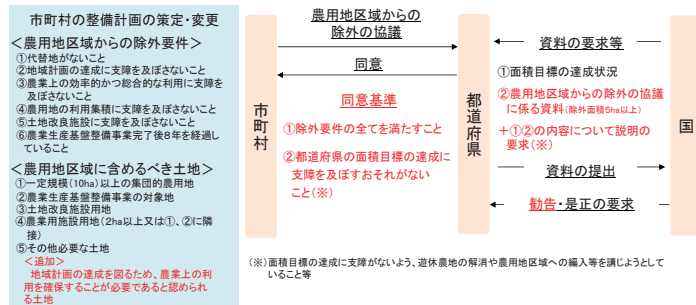 市町村の整備計画の策定・変更
＜農用地区域からの除外要件＞
①代替地がないこと
②地域計画の達成に支障を及ぼさないこと
③農業上の効率的かつ総合的な利用に支障を
及ぼさないこと
④農用地の利用集積に支障を及ぼさないこと
⑤土地改良施設に支障を及ぼさないこと
⑥農業生産基盤整備事業完了後8年を経過し
ていること
＜農用地区域に含めるべき土地＞
①一定規模（10ha）以上の集団的農用地
②農業生産基盤整備事業の対象地
③土地改良施設用地
④農業用施設用地（2ha以上又は①、②に隣
接）
⑤その他必要な土地
＜追加＞
地域計画の達成を図るため、農業上の利
用を確保することが必要であると認められ
る土地
市町村
農用地区域からの
除外の協議
同意
同意基準
①除外要件の全てを満たすこと
②都道府県の面積目標の達成に
支障を及ぼすおそれがない
こと（※）
都道府県
資料の要求等
①面積目標の達成状況
②農用地区域からの除外の協議
に係る資料（除外面積5ha以上）
＋①②の内容について説明の
要求（※）
資料の提出
勧告・是正の要求
国
（※）面積目標の達成に支障がないよう、遊休農地の解消や農用地区域への編入等を講じようとして
いること等